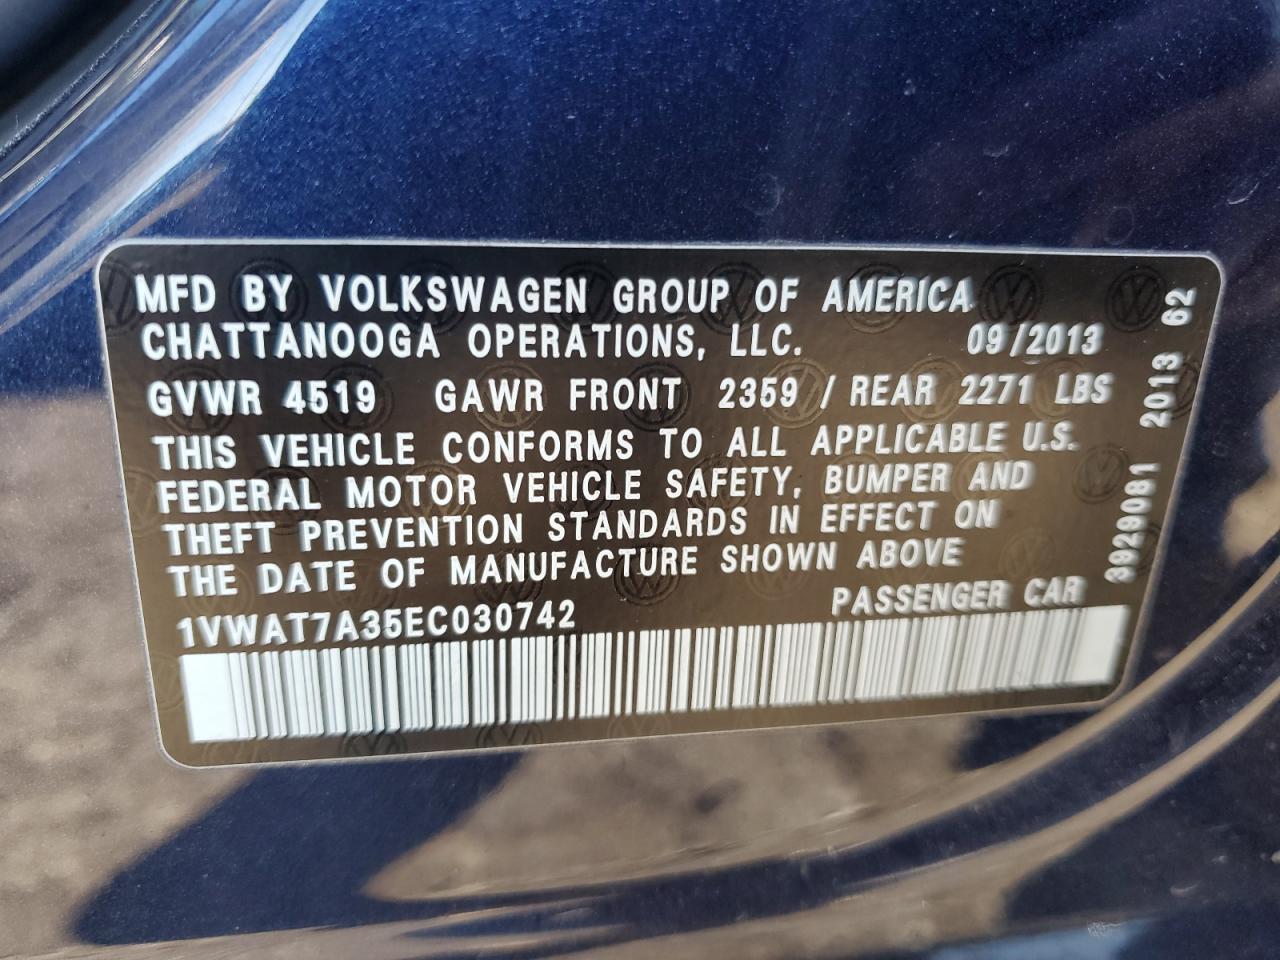 MFD BY VOLKSWAGEN GROUP OF AMERICA
CHATTANOOGA OPERATIONS, LLC. 09/2013
GVWR 4519 GAWR FRONT 2359 / REAR 2271 LBS
THIS VEHICLE CONFORMS TO ALL APPLICABLE U.S.
FEDERAL MOTOR VEHICLE SAFETY, BUMPER AND
THEFT PREVENTION STANDARDS IN EFFECT ON
THE DATE OF MANUFACTURE SHOWN ABOVE
1VWAT7A35EC030742 PASSENGER CAR
3929081 2013 62